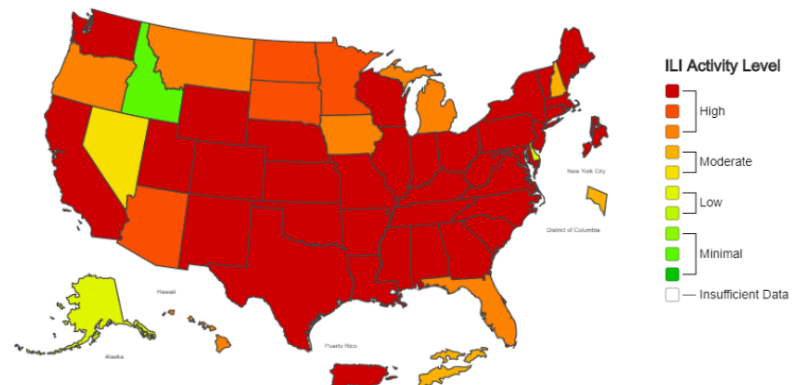 ILI Activity Level
High
Moderate
Low
Minimal
Insufficient Data
New York City
District of Columbia
Hawaii
Alaska
Puerto Rico